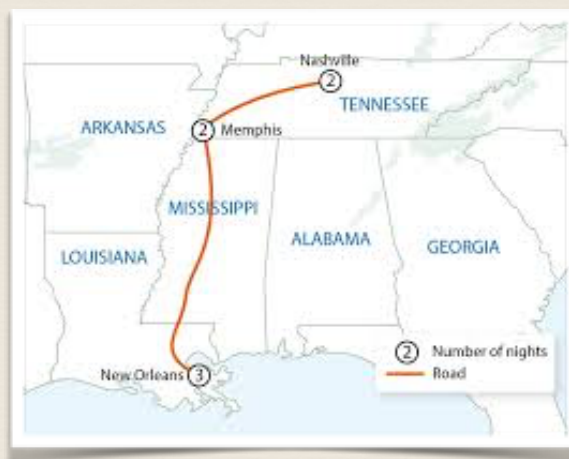 Nashville
2
TENNESSEE
ARKANSAS
2 Memphis
MISSISSIPPI
ALABAMA
GEORGIA
LOUISIANA
New Orleans 3
2 Number of nights
Road